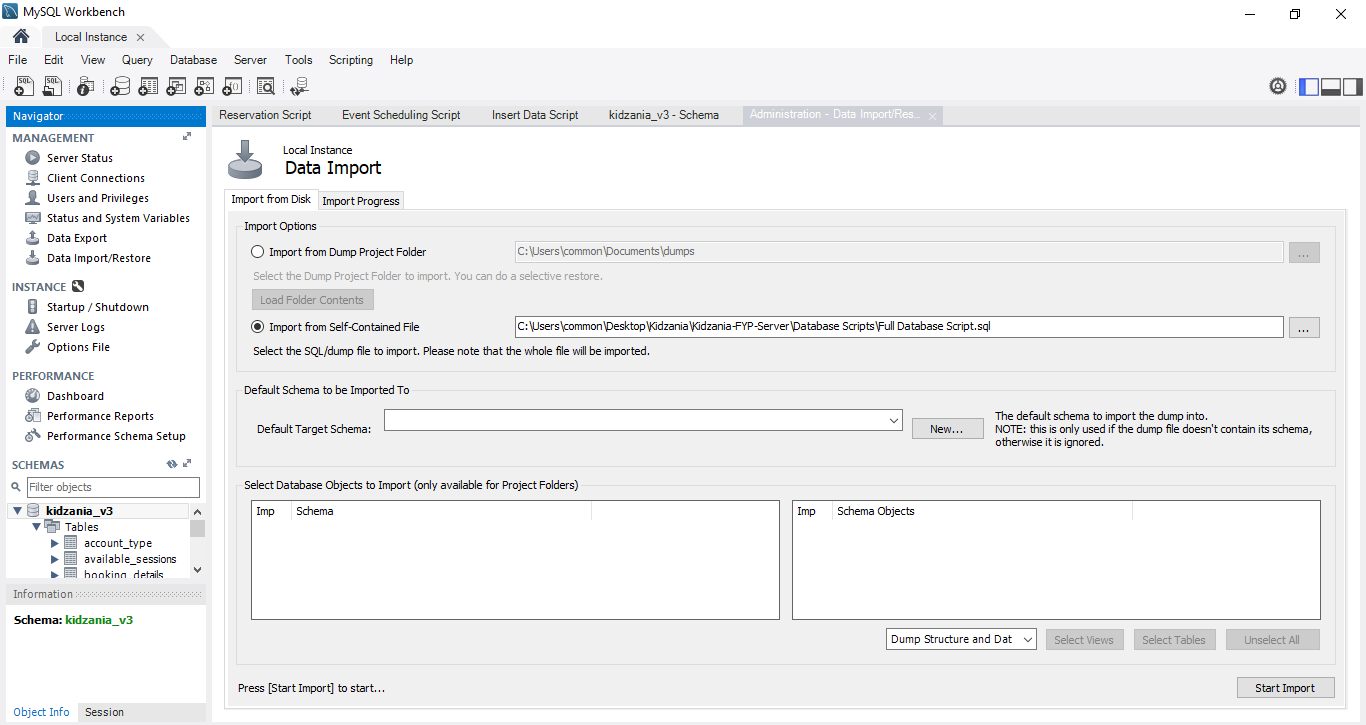 MySQL Workbench
Local Instance
File Edit View Query Database Server Tools Scripting Help
Navigator
MANAGEMENT
Server Status
Client Connections
Users and Privileges
Status and System Variables
Data Export
Data Import/Restore
INSTANCE
Startup / Shutdown
Server Logs
Options File
PERFORMANCE
Dashboard
Performance Reports
Performance Schema Setup
SCHEMAS
Filter objects
kidzania_v3
Tables
account_type
available_sessions
booking_details
Information
Schema: kidzania_v3
Object Info Session
Reservation Script Event Scheduling Script Insert Data Script kidzania_v3 - Schema Administration - Data Import/Res...
Local Instance
Data Import
Import from Disk Import Progress
Import Options
Import from Dump Project Folder C:\Users\common\Documents\dumps ...
Select the Dump Project Folder to import. You can do a selective restore.
Load Folder Contents
Import from Self-Contained File C:\Users\common\Desktop\Kidzania\Kidzania-FYP-Server\Database Scripts\Full Database Script.sql ...
Select the SQL/dump file to import. Please note that the whole file will be imported.
Default Schema to be Imported To
Default Target Schema: New...
The default schema to import the dump into.
NOTE: this is only used if the dump file doesn't contain its schema,
otherwise it is ignored.
Select Database Objects to Import (only available for Project Folders)
Imp Schema
Imp Schema Objects
Dump Structure and Dat Select Views Select Tables Unselect All
Press [Start Import] to start... Start Import